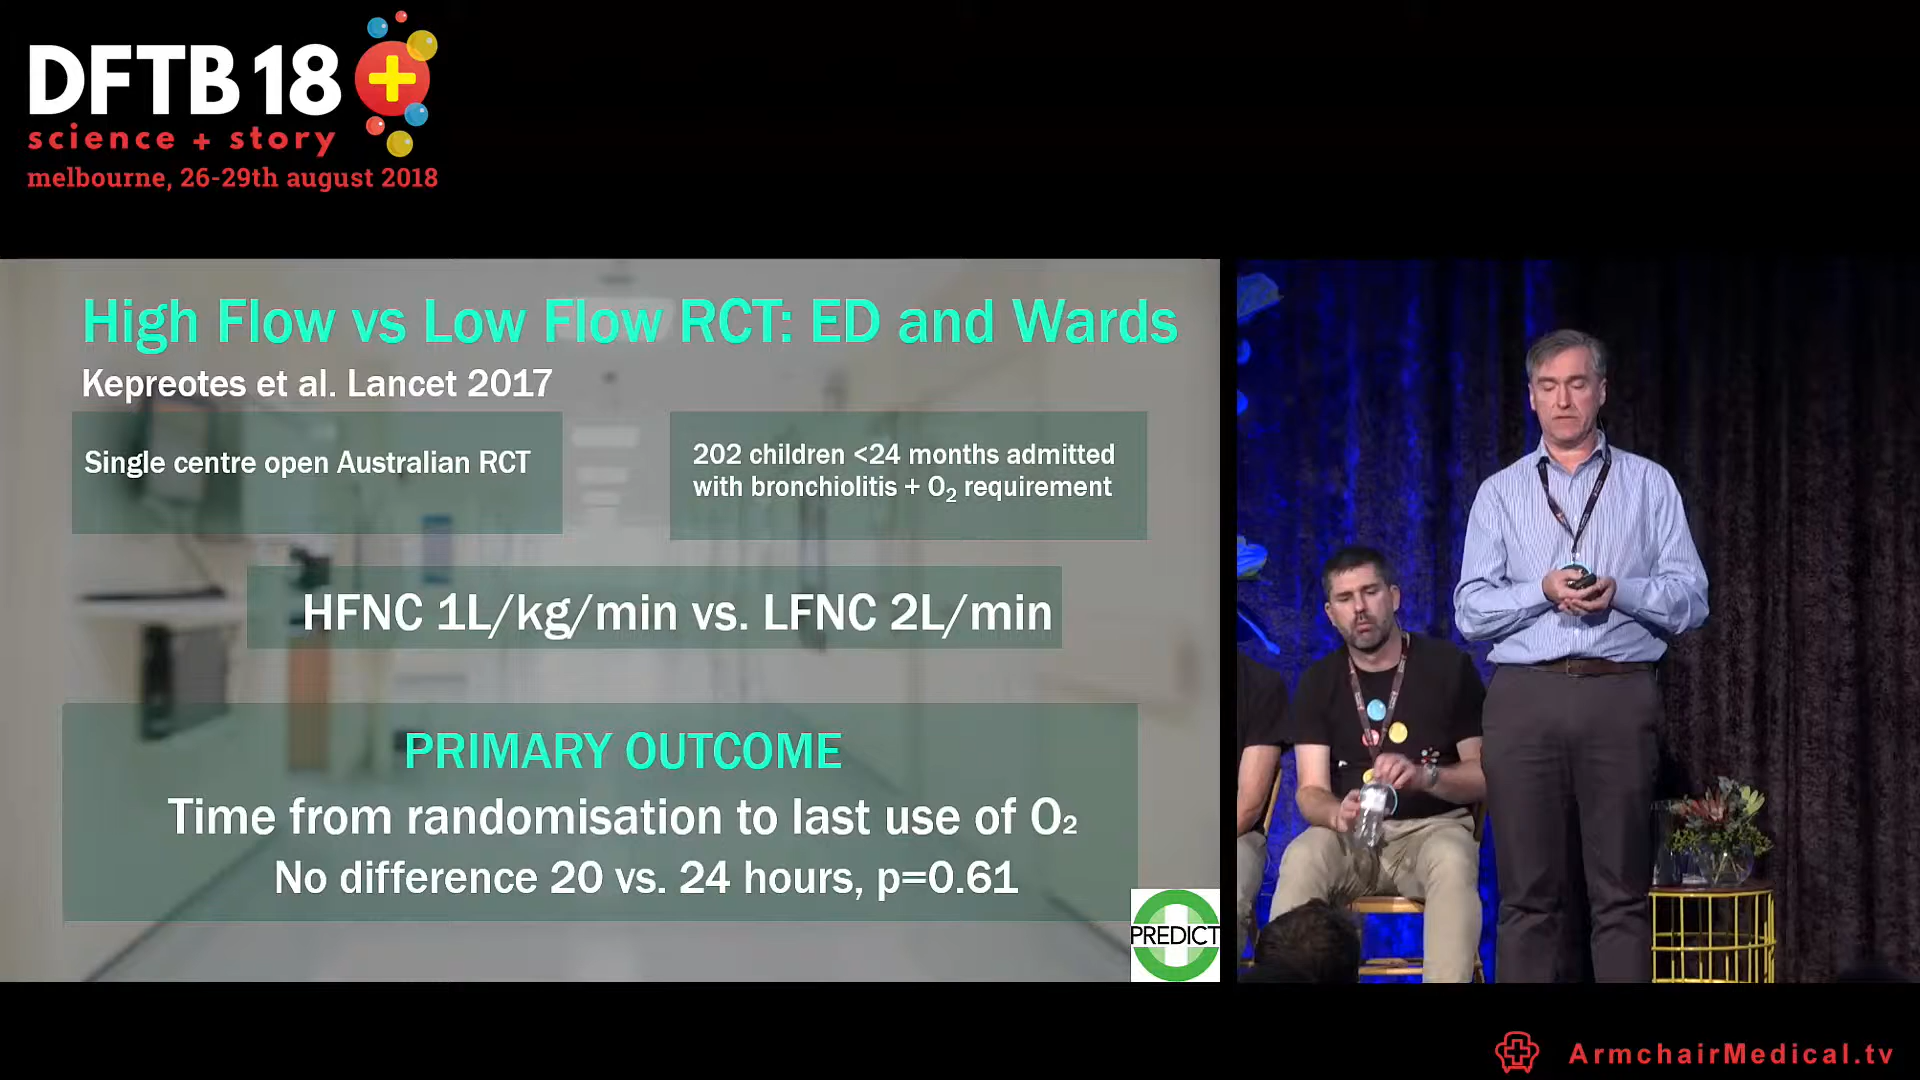 DFTB18
science + story
melbourne, 26-29th august 2018
High Flow vs Low Flow RCT: ED and Wards
Kepreotes et al. Lancet 2017
Single centre open Australian RCT
202 children <24 months admitted
with bronchiolitis + O₂ requirement
HFNC 1L/kg/min vs. LFNC 2L/min
PRIMARY OUTCOME
Time from randomisation to last use of O₂
No difference 20 vs. 24 hours, p=0.61
PREDICT
ArmchairMedical.tv